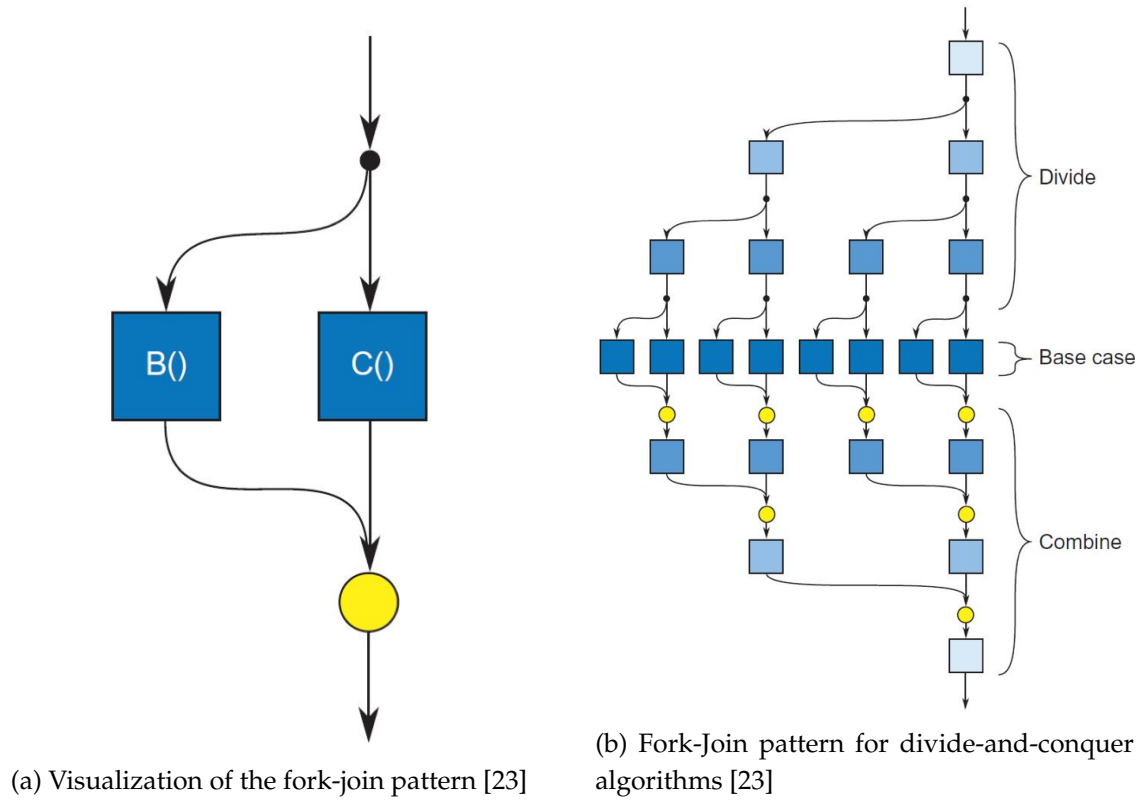 B()
C()
(a) Visualization of the fork-join pattern [23]
Divide
Base case
Combine
(b) Fork-Join pattern for divide-and-conquer
algorithms [23]